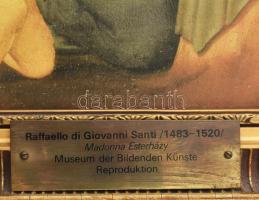 darabanth
Raffaello di Giovanni Santi /1483-1520/
Madonna Esterházy
Museum der Bildenden Künste
Reproduktion